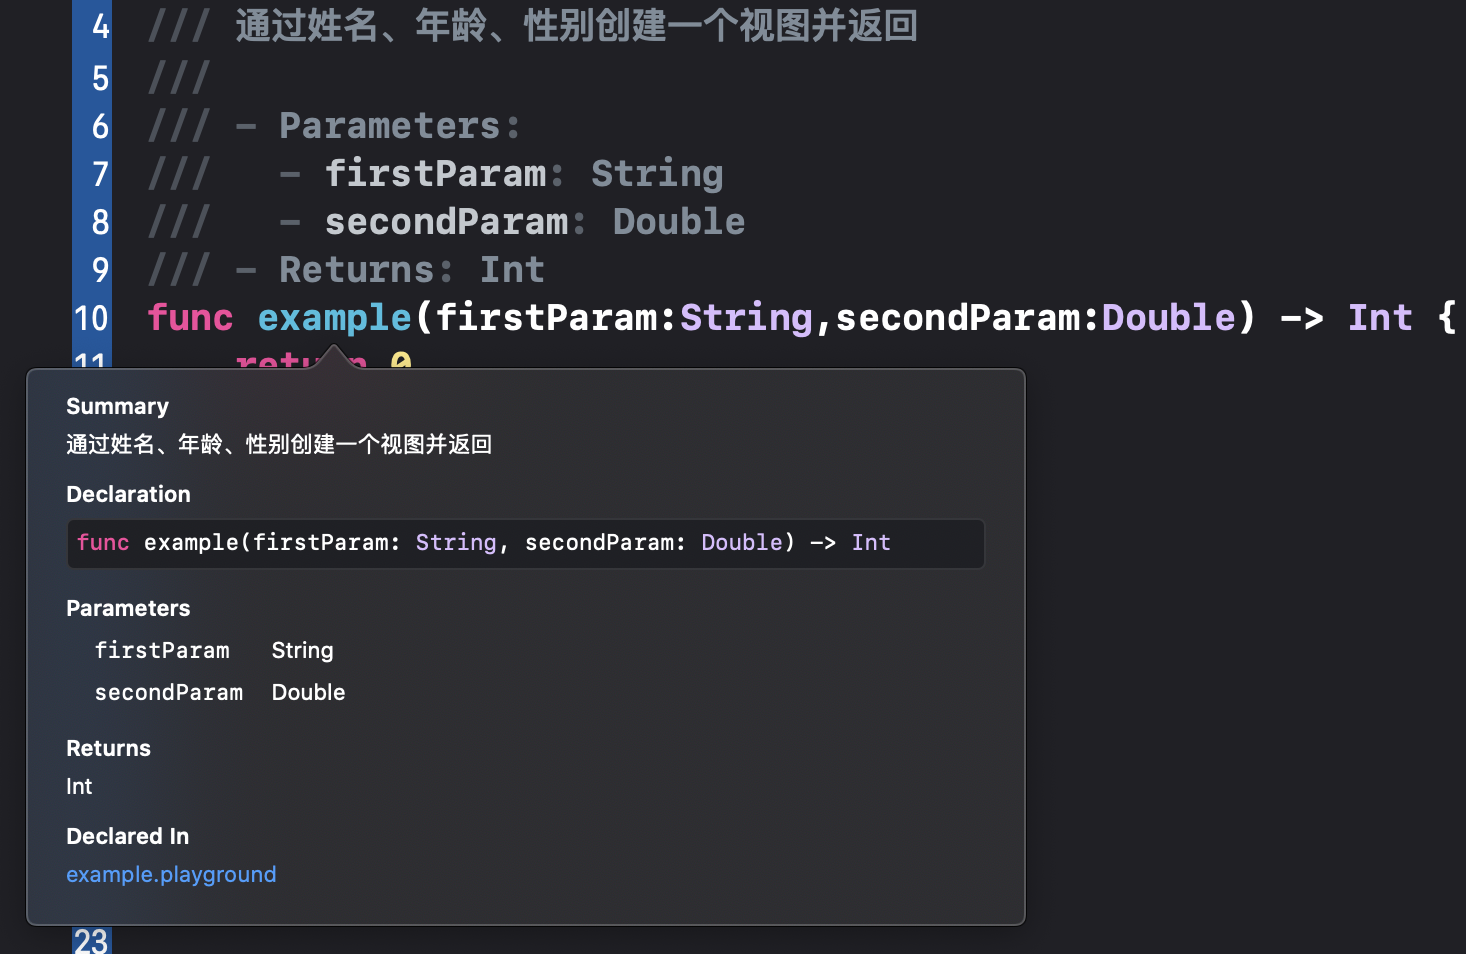 4 /// 通过姓名、年龄、性别创建一个视图并返回
5 ///
6 /// - Parameters:
7 ///   - firstParam: String
8 ///   - secondParam: Double
9 /// - Returns: Int
10 func example(firstParam:String,secondParam:Double) -> Int {
11 return 0
Summary
通过姓名、年龄、性别创建一个视图并返回
Declaration
func example(firstParam: String, secondParam: Double) -> Int
Parameters
firstParam String
secondParam Double
Returns
Int
Declared In
example.playground
23